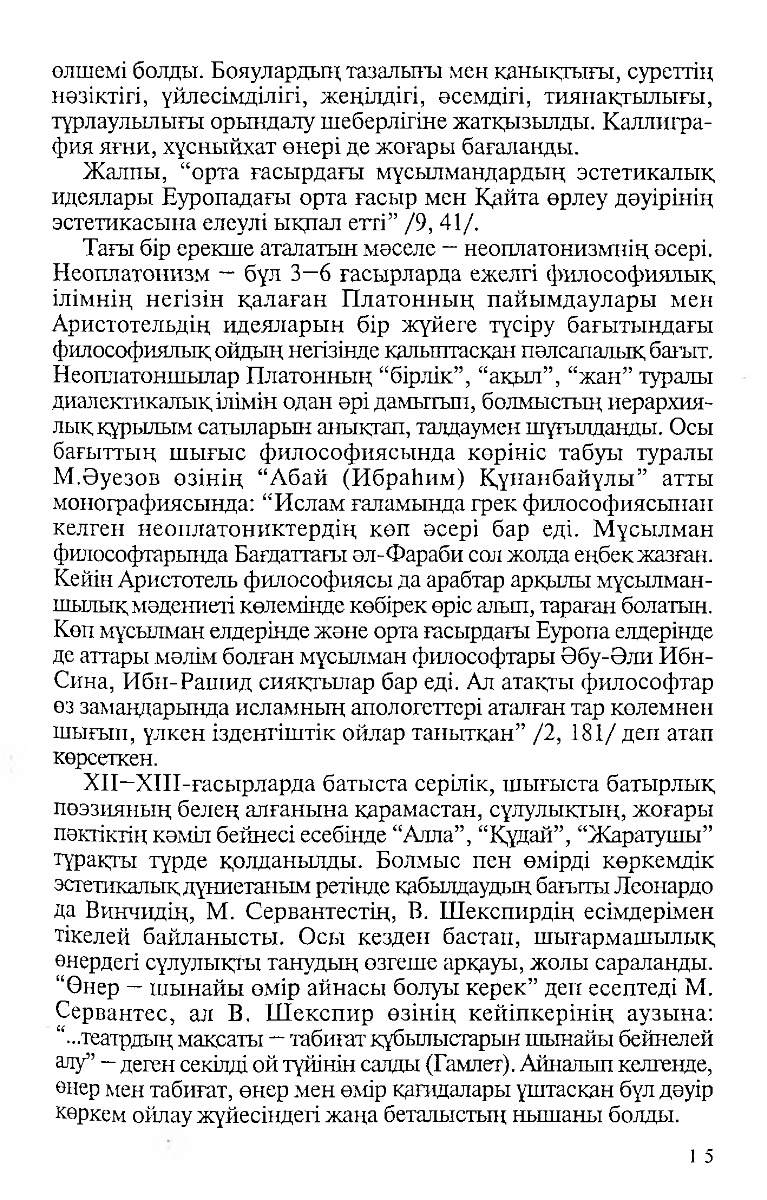 өлшемі болды. Бояулардың тазалығы мен қанықтығы, суреттің
нәзіктігі, үйлесімділігі, жеңілдігі, әсемдігі, тиянақтылығы,
тұрлаулылығы орындалу шеберлігіне жатқызылды. Каллигра-
фия яғни, хұсныйхат өнері де жоғары бағаланды.
Жалпы, “орта ғасырдағы мұсылмандардың эстетикалық
идеялары Еуропадағы орта ғасыр мен Қайта өрлеу дәуірінің
эстетикасына елеулі ықпал етті” /9, 41/.
Тағы бір ерекше аталатын мәселе — неоплатонизмнің әсері.
Неоплатонизм — бұл 3—6 ғасырларда ежелгі философиялық
ілімнің негізін қалаған Платонның пайымдаулары мен
Аристотельдің идеяларын бір жүйеге түсіру бағытындағы
философиялық ойдың негізінде қалыптасқан пәлсапалық бағыт.
Неоплатоншылар Платонның “бірлік”, “ақыл”, “жан” туралы
диалектикалық ілімін одан әрі дамытып, болмыстың иерархия-
лық құрылым сатыларын анықтап, талдаумен шұғылданды. Осы
бағыттың шығыс философиясында көрініс табуы туралы
М.Әуезов өзінің “Абай (Ибраһим) Құнанбайұлы” атты
монографиясында: “Ислам ғаламында грек философиясынан
келген неоплатониктердің көп әсері бар еді. Мұсылман
философтарында Бағдаттағы әл-Фараби сол жолда еңбек жазған.
Кейін Аристотель философиясы да арабтар арқылы мұсылман-
шылық мәдениеті көлемінде көбірек өріс алып, тараған болатын.
Көп мұсылман елдерінде және орта ғасырдағы Еуропа елдерінде
де аттары мәлім болған мұсылман философтары Әбу-Әли Ибн-
Сина, Ибн-Рашид сияқтылар бар еді. Ал атақты философтар
өз замандарында исламның апологеттері аталған тар көлемнен
шығып, үлкен ізденгіштік ойлар танытқан” /2, 181/ деп атап
көрсеткен.
XII—XIII-ғасырларда батыста серілік, шығыста батырлық
поэзияның белең алғанына қарамастан, сұлулықтың, жоғары
пәктіктің кәміл бейнесі есебінде “Алла”, “Құдай”, “Жаратушы”
тұрақты түрде қолданылды. Болмыс пен өмірді көркемдік
эстетикалық дүниетаным ретінде қабылдаудың бағыты Леонардо
да Винчидің, М. Сервантестің, В. Шекспирдің есімдерімен
тікелей байланысты. Осы кезден бастап, шығармашылық
өнердегі сұлулықты танудың өзгеше арқауы, жолы сараланды.
“Өнер — шынайы өмір айнасы болуы керек” деп есептеді М.
Сервантес, ал В. Шекспир өзінің кейіпкерінің аузына:
“...театрдың мақсаты — табиғат құбылыстарын шынайы бейнелей
алу” — деген секілді ой түйінін салды (Гамлет). Айналып келгенде,
өнер мен табиғат, өнер мен өмір қағидалары ұштасқан бұл дәуір
көркем ойлау жүйесіндегі жаңа беталыстың нышаны болды.
15